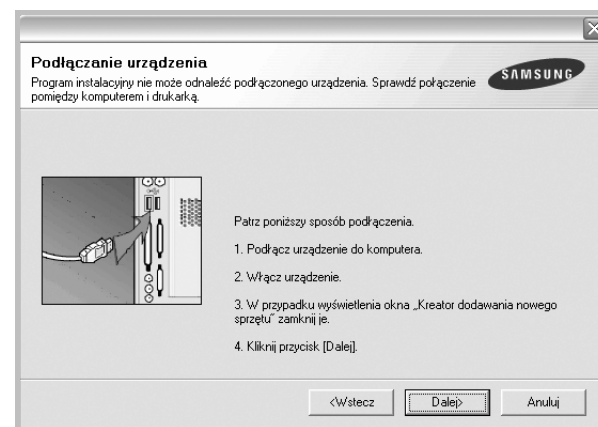 Podłączanie urządzenia
Program instalacyjny nie może odnaleźć podłączonego urządzenia. Sprawdź połączenie
pomiędzy komputerem i drukarką.
SAMSUNG
Patrz poniższy sposób podłączenia.
1. Podłącz urządzenie do komputera.
2. Włącz urządzenie.
3. W przypadku wyświetlenia okna „Kreator dodawania nowego
sprzętu” zamknij je.
4. Kliknij przycisk [Dalej].
<Wstecz
Dalej>
Anuluj